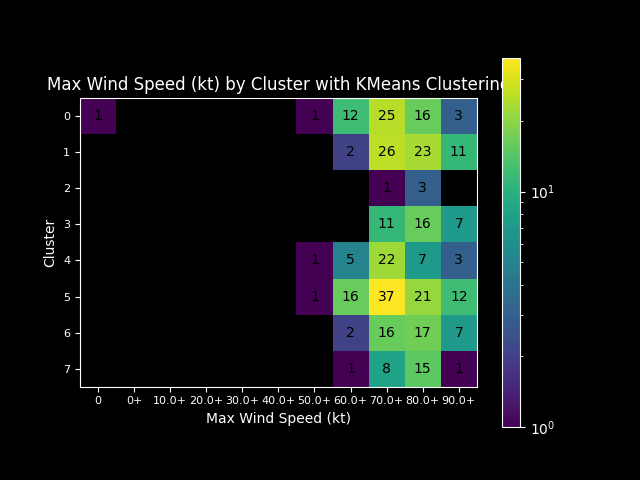 Max Wind Speed (kt) by Cluster with KMeans Clustering
0 1 1 12 25 16 3
1 2 26 23 11
2 1 3
3 11 16 7
4 1 5 22 7 3
5 1 16 37 21 12
6 2 16 17 7
7 1 8 15 1
0 0+ 10.0+ 20.0+ 30.0+ 40.0+ 50.0+ 60.0+ 70.0+ 80.0+ 90.0+
Max Wind Speed (kt)
Cluster
10¹
10⁰